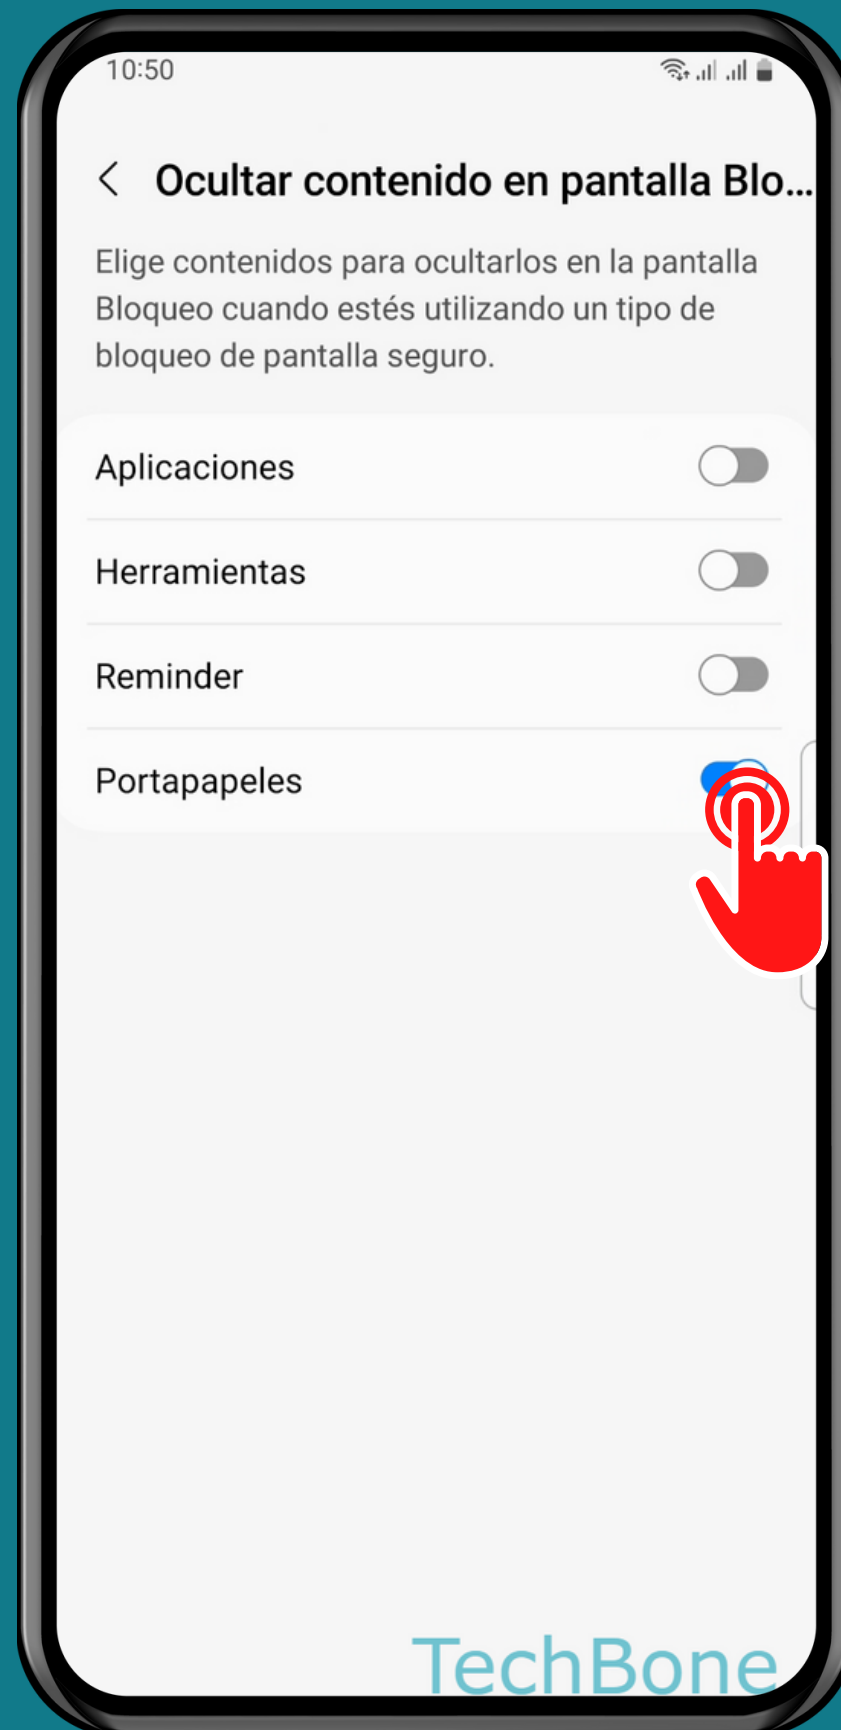 10:50
Ocultar contenido en pantalla Blo...
Elige contenidos para ocultarlos en la pantalla
Bloqueo cuando estés utilizando un tipo de
bloqueo de pantalla seguro.
Aplicaciones
Herramientas
Reminder
Portapapeles
TechBone